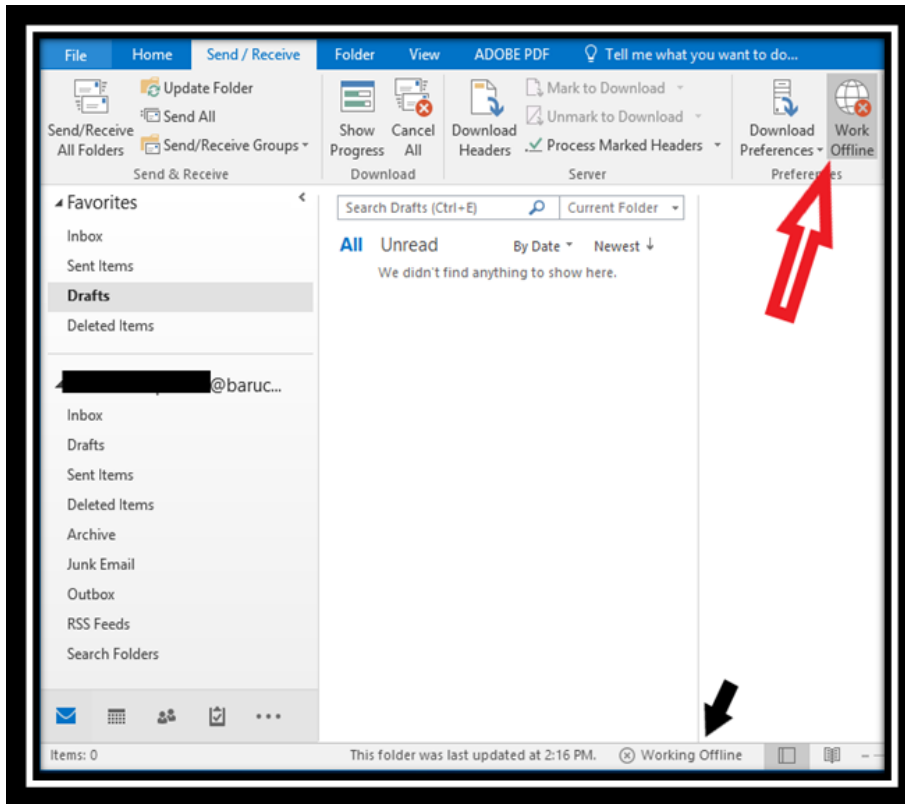 File Home Send / Receive Folder View ADOBE PDF Tell me what you want to do...
Send/Receive All Folders
Update Folder
Send All
Send/Receive Groups
Show Progress
Cancel All
Download Headers
Mark to Download
Unmark to Download
Process Marked Headers
Download Preferences
Work Offline
Send & Receive Download Server Preferences
Favorites
Inbox
Sent Items
Drafts
Deleted Items
@baruc...
Inbox
Drafts
Sent Items
Deleted Items
Archive
Junk Email
Outbox
RSS Feeds
Search Folders
Search Drafts (Ctrl+E) Current Folder
All Unread By Date Newest ↓
We didn't find anything to show here.
Items: 0 This folder was last updated at 2:16 PM. Working Offline